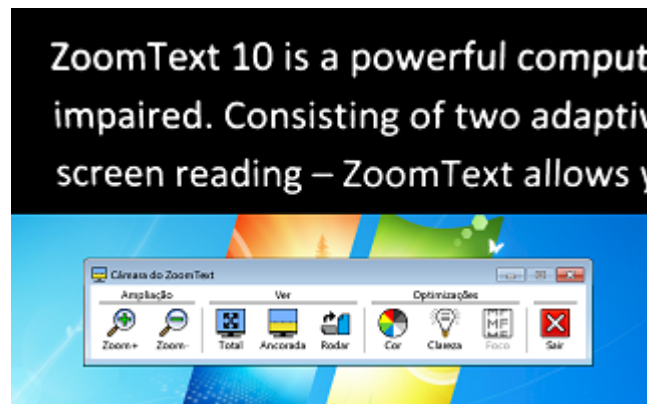 ZoomText 10 is a powerful comput
impaired. Consisting of two adaptiv
screen reading – ZoomText allows y
Câmara do ZoomText
Ampliação Ver Optimizações
Zoom+ Zoom- Total Ancorada Rodar Cor Clareza Foco Sair